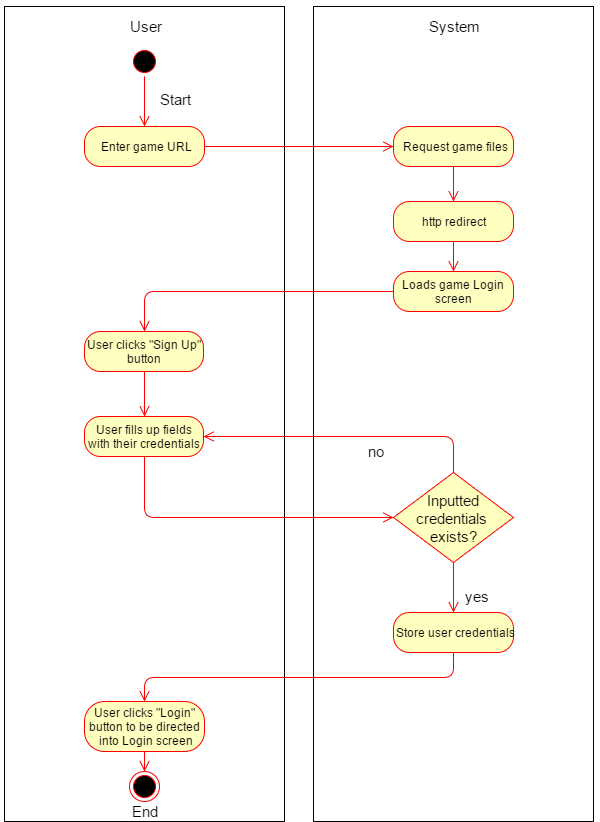 User
System
Start
Enter game URL
Request game files
http redirect
Loads game Login
screen
User clicks "Sign Up"
button
User fills up fields
with their credentials
no
Inputted
credentials
exists?
yes
Store user credentials
User clicks "Login"
button to be directed
into Login screen
End